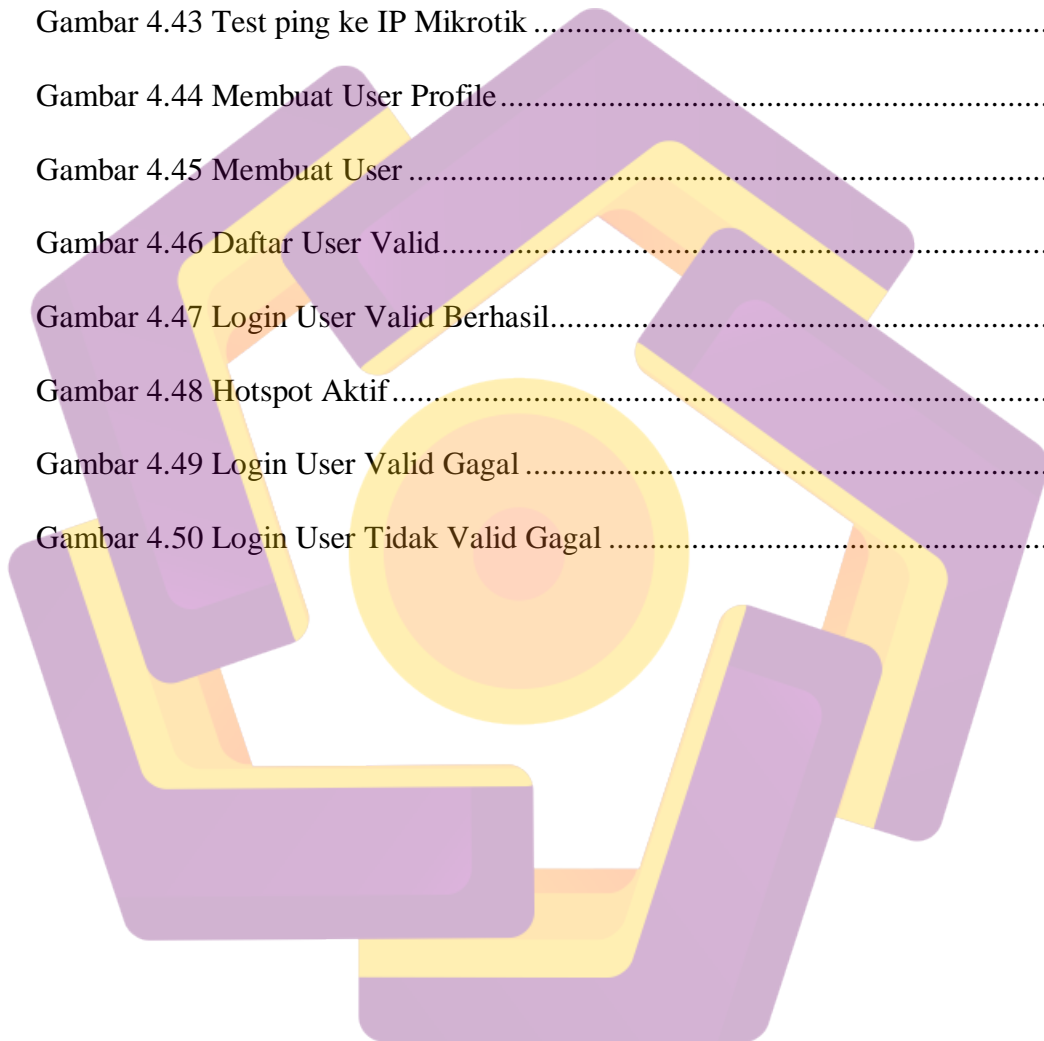 Gambar 4.43 Test ping ke IP Mikrotik ..................................................
Gambar 4.44 Membuat User Profile ..................................................
Gambar 4.45 Membuat User ..................................................
Gambar 4.46 Daftar User Valid ..................................................
Gambar 4.47 Login User Valid Berhasil ..................................................
Gambar 4.48 Hotspot Aktif ..................................................
Gambar 4.49 Login User Valid Gagal ..................................................
Gambar 4.50 Login User Tidak Valid Gagal ..................................................